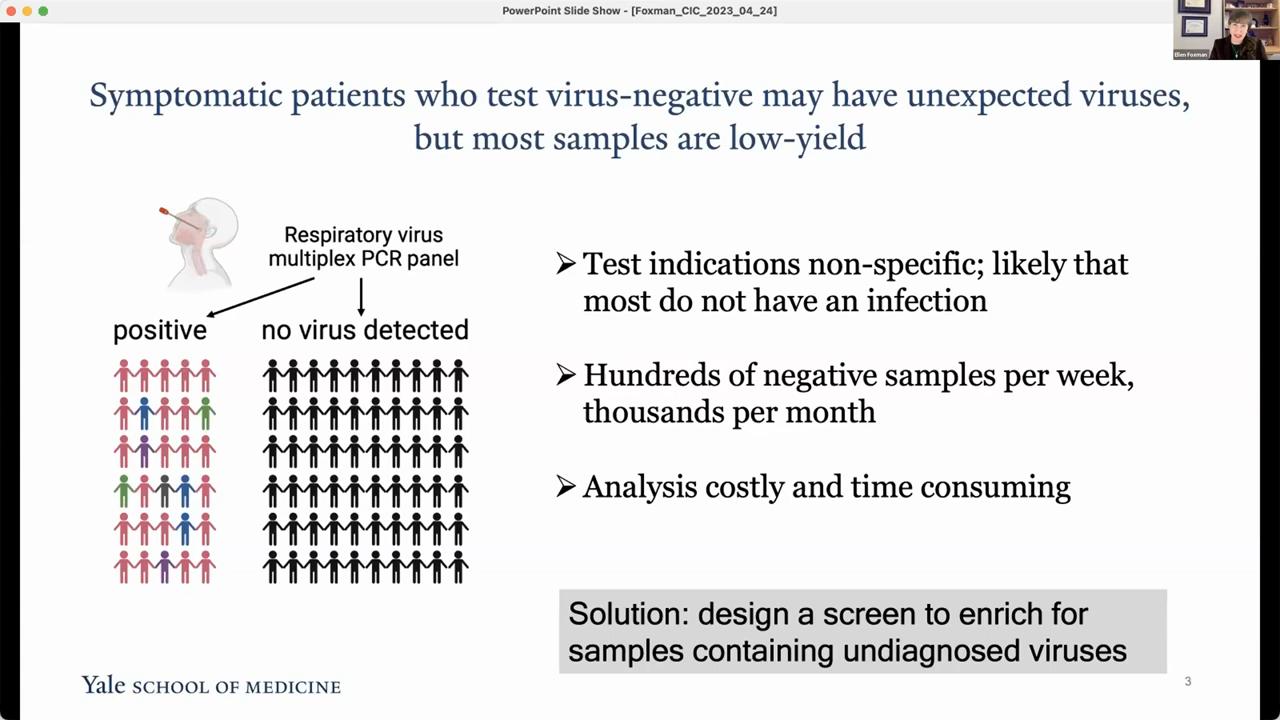 PowerPoint Slide Show - [Foxman_CIC_2023_04_24]
Ellen Foxman
Symptomatic patients who test virus-negative may have unexpected viruses,
but most samples are low-yield
Respiratory virus
multiplex PCR panel
positive
no virus detected
➢ Test indications non-specific; likely that
most do not have an infection
➢ Hundreds of negative samples per week,
thousands per month
➢ Analysis costly and time consuming
Solution: design a screen to enrich for
samples containing undiagnosed viruses
Yale SCHOOL OF MEDICINE
3